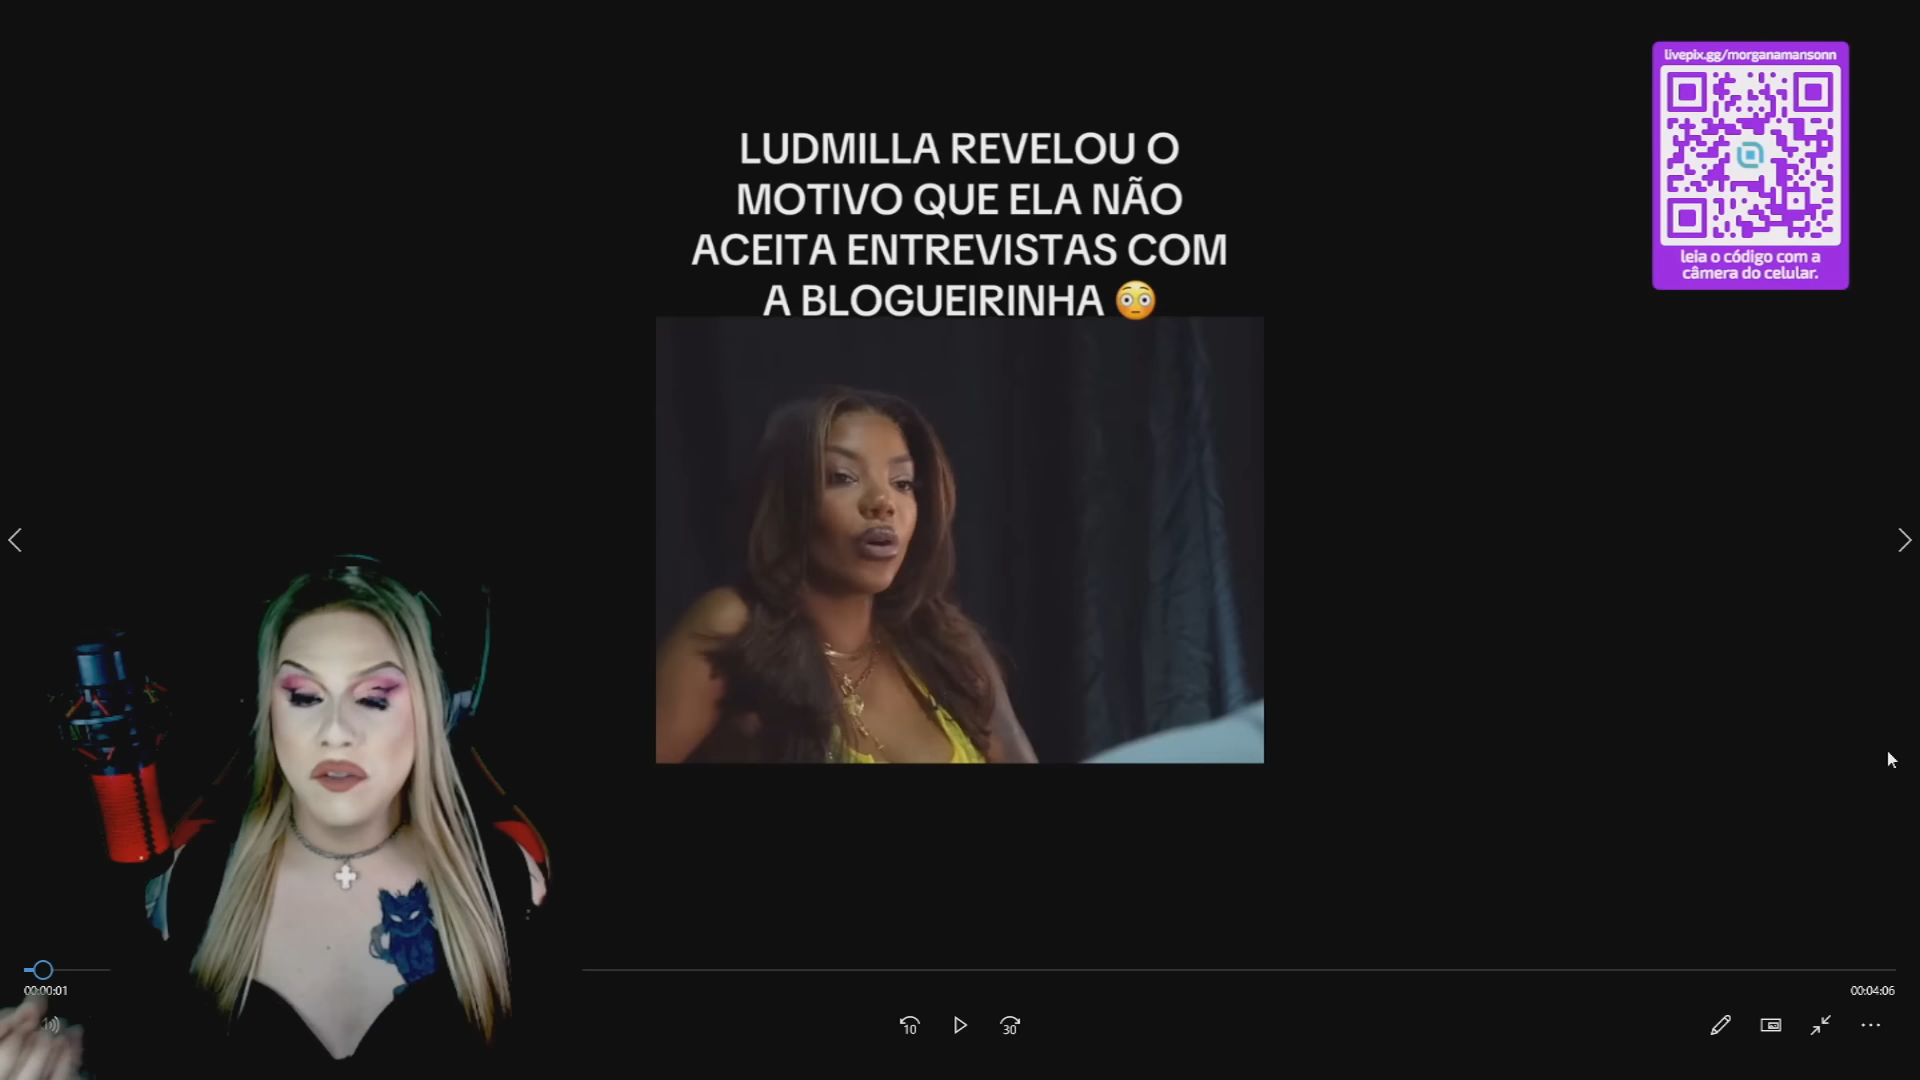 livepix.gg/morganamansonn
LUDMILLA REVELOU O
MOTIVO QUE ELA NÃO
ACEITA ENTREVISTAS COM
A BLOGUEIRINHA 😳
leia o código com a
câmera do celular.
00:00:01
00:04:06
10
30